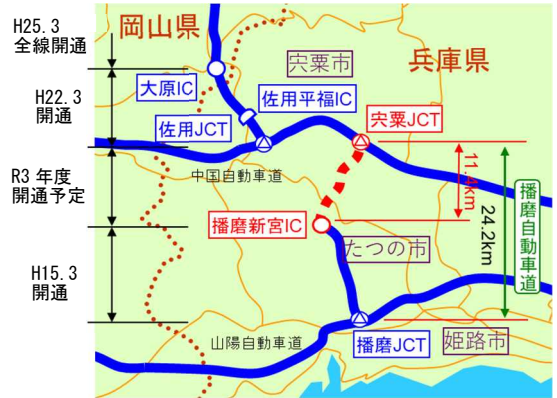 H25.3
全線開通
岡山県
兵庫県
宍粟市
大原IC
H22.3
開通
佐用平福IC
佐用JCT
宍粟JCT
中国自動車道
R3年度
開通予定
11.4km
播磨自動車道
24.2km
播磨新宮IC
たつの市
H15.3
開通
山陽自動車道
播磨JCT
姫路市